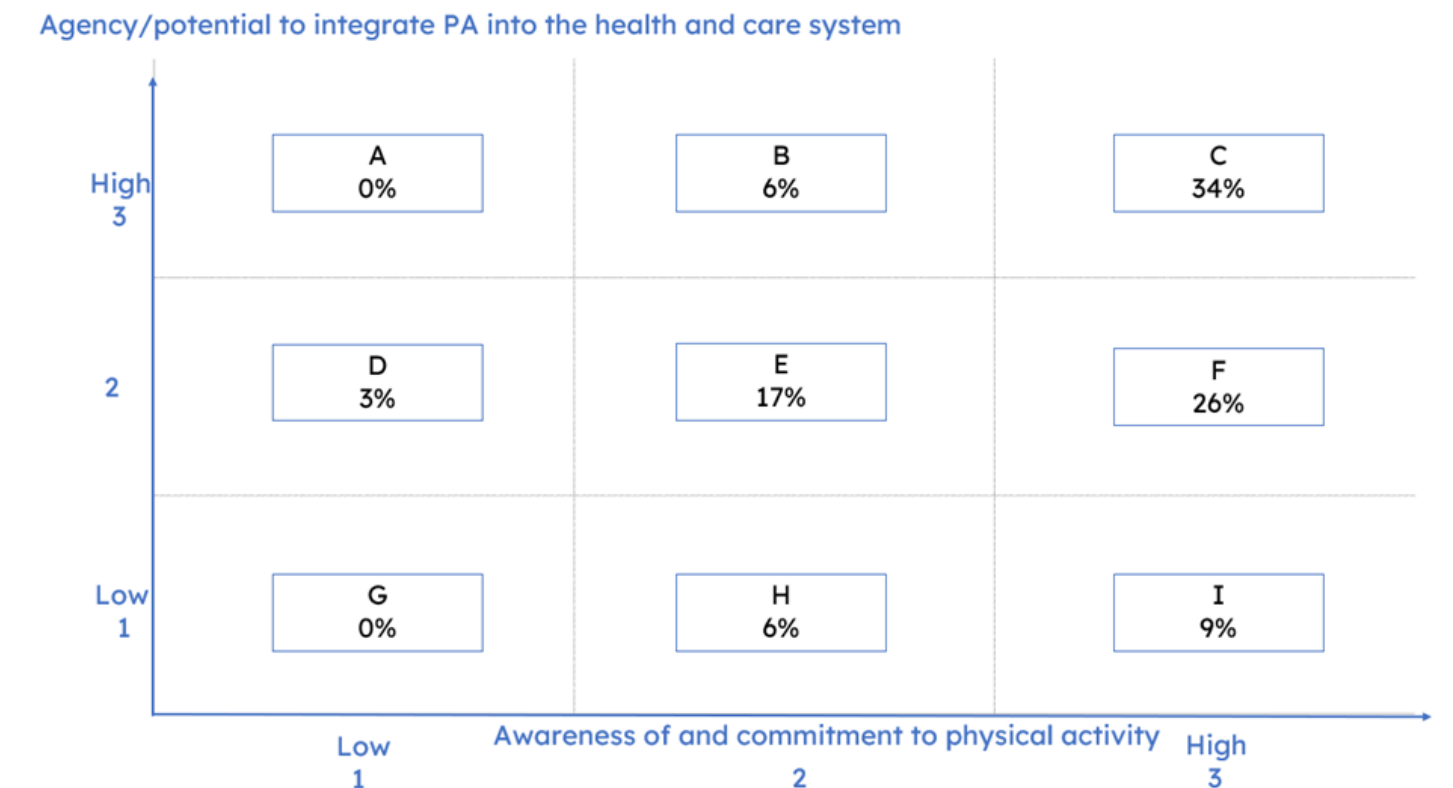 Agency/potential to integrate PA into the health and care system
A
0%
B
6%
C
34%
High
3
D
3%
E
17%
F
26%
2
G
0%
H
6%
I
9%
Low
1
Awareness of and commitment to physical activity
Low
1
2
High
3